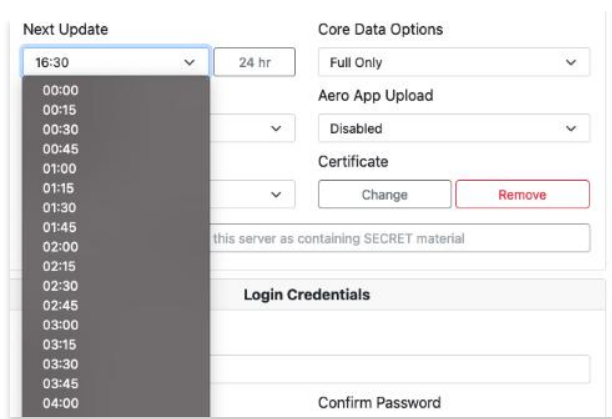 Next Update
Core Data Options
16:30
24 hr
Full Only
00:00
00:15
00:30
00:45
01:00
01:15
01:30
01:45
02:00
02:15
02:30
02:45
03:00
03:15
03:30
03:45
04:00
Aero App Upload
Disabled
Certificate
Change
Remove
this server as containing SECRET material
Login Credentials
Confirm Password